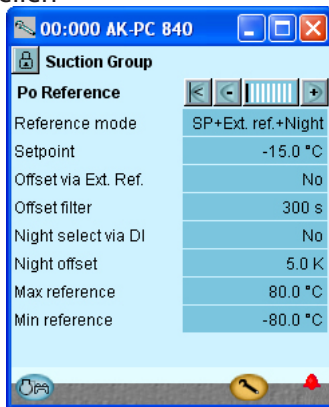 00:000 AK-PC 840
Suction Group
Po Reference
Reference mode SP+Ext. ref.+Night
Setpoint -15.0 °C
Offset via Ext. Ref. No
Offset filter 300 s
Night select via DI No
Night offset 5.0 K
Max reference 80.0 °C
Min reference -80.0 °C